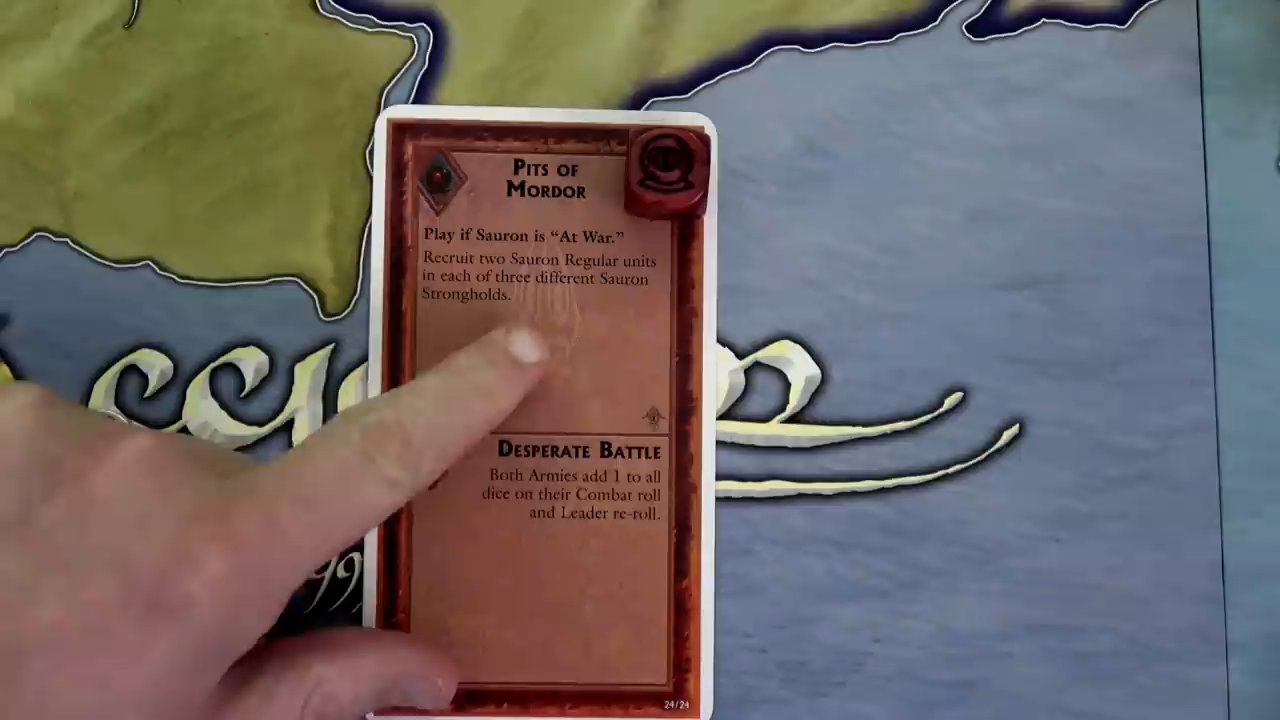 PITS OF
MORDOR
Play if Sauron is "At War."
Recruit two Sauron Regular units
in each of three different Sauron
Strongholds.
DESPERATE BATTLE
Both Armies add 1 to all
dice on their Combat roll
and Leader re-roll.
24/24